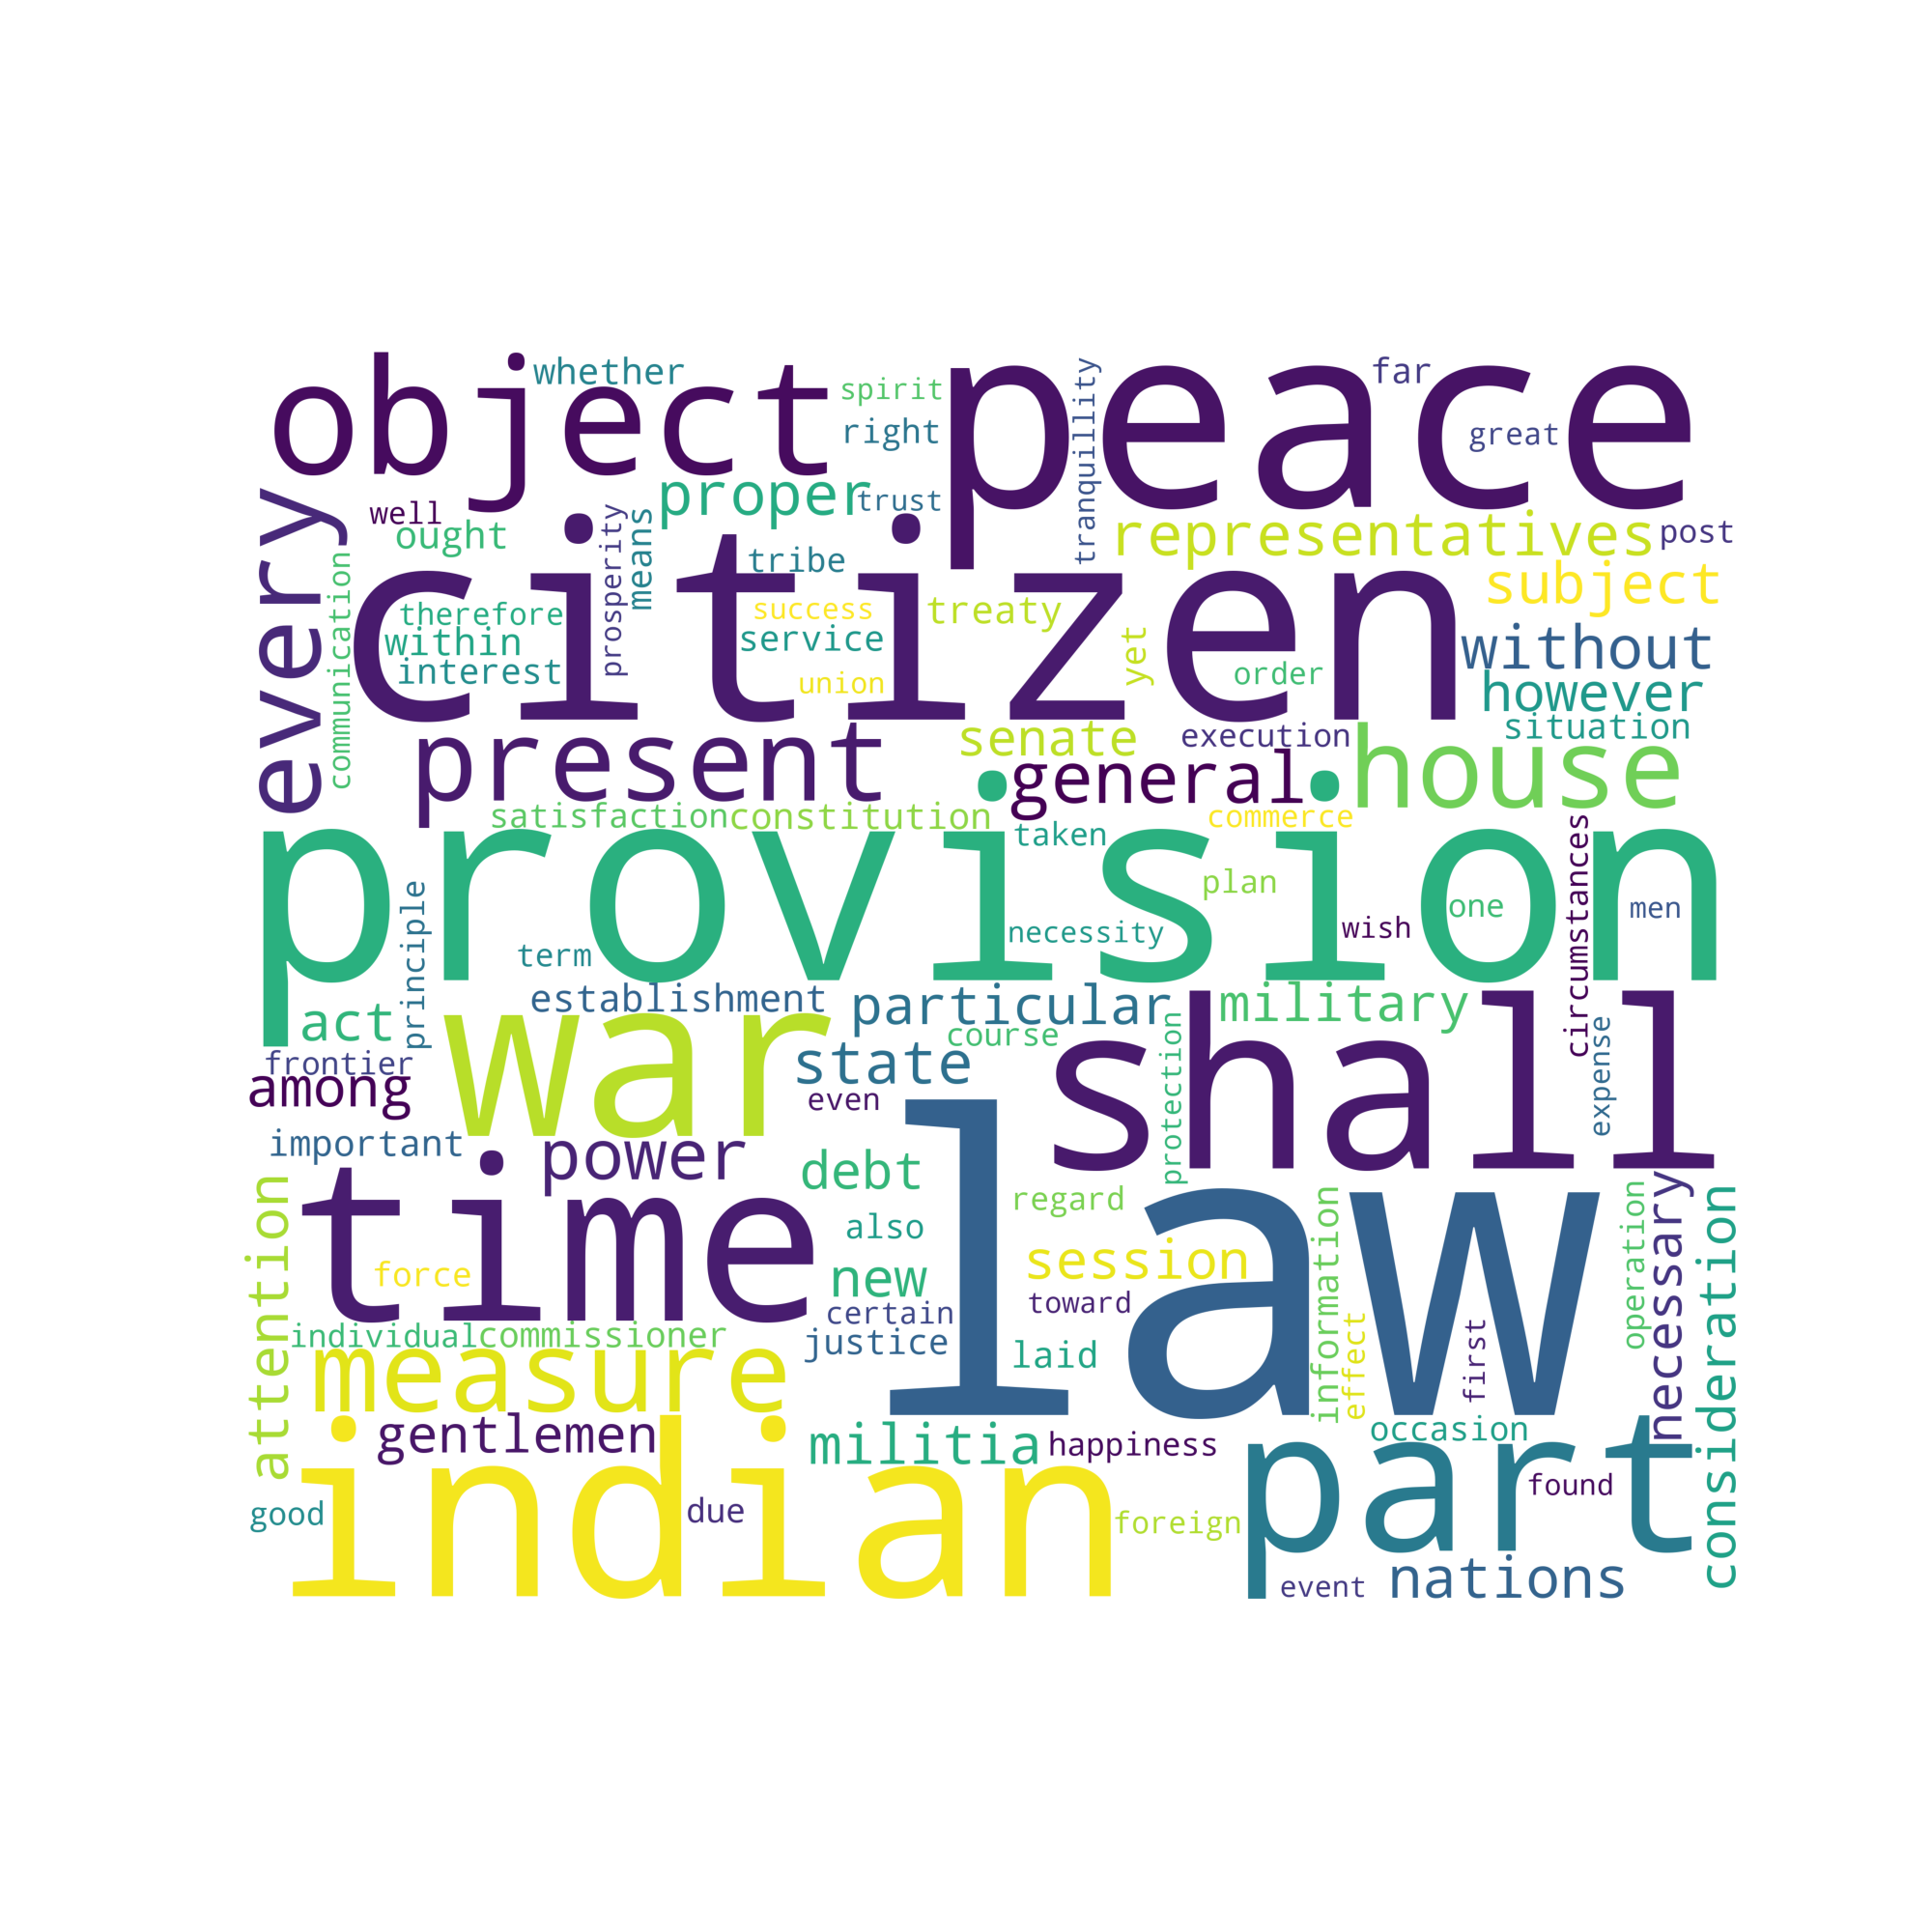 object
whether
spirit
right
peace
tranquillity
far
great
every
well
ought
proper
trust
representatives
post
communication
citizen
prosperity
means
tribe
therefore
within
interest
success
service
union
treaty
yet
order
subject
without
however
situation
present
senate
execution
general
house
satisfaction
constitution
taken
commerce
provision
principle
term
necessity
plan
wish
one
men
circumstances
act
establishment
particular
military
frontier
among
war
state
course
even
shall
protection
expense
important
power
debt
time
force
also
new
certain
law
regard
session
toward
laid
information
effect
first
operation
necessary
consideration
attention
individual
commissioner
justice
measure
gentlemen
militia
happiness
occasion
indian
good
due
foreign
part
found
event
nations